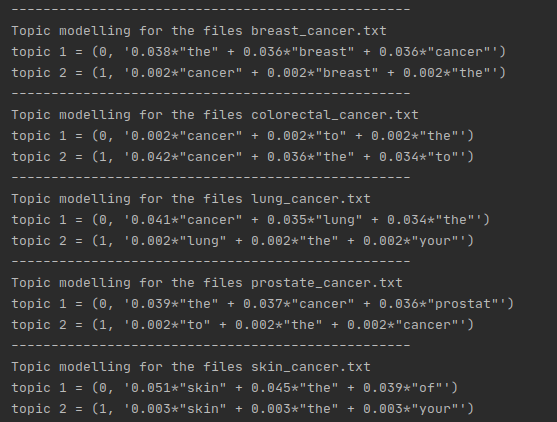 ------------------------------------------------
Topic modelling for the files breast_cancer.txt
topic 1 = (0, '0.038*"the" + 0.036*"breast" + 0.036*"cancer"')
topic 2 = (1, '0.002*"cancer" + 0.002*"breast" + 0.002*"the"')
------------------------------------------------
Topic modelling for the files colorectal_cancer.txt
topic 1 = (0, '0.002*"cancer" + 0.002*"to" + 0.002*"the"')
topic 2 = (1, '0.042*"cancer" + 0.036*"the" + 0.034*"to"')
------------------------------------------------
Topic modelling for the files lung_cancer.txt
topic 1 = (0, '0.041*"cancer" + 0.035*"lung" + 0.034*"the"')
topic 2 = (1, '0.002*"lung" + 0.002*"the" + 0.002*"your"')
------------------------------------------------
Topic modelling for the files prostate_cancer.txt
topic 1 = (0, '0.039*"the" + 0.037*"cancer" + 0.036*"prostat"')
topic 2 = (1, '0.002*"to" + 0.002*"the" + 0.002*"cancer"')
------------------------------------------------
Topic modelling for the files skin_cancer.txt
topic 1 = (0, '0.051*"skin" + 0.045*"the" + 0.039*"of"')
topic 2 = (1, '0.003*"skin" + 0.003*"the" + 0.003*"your"')